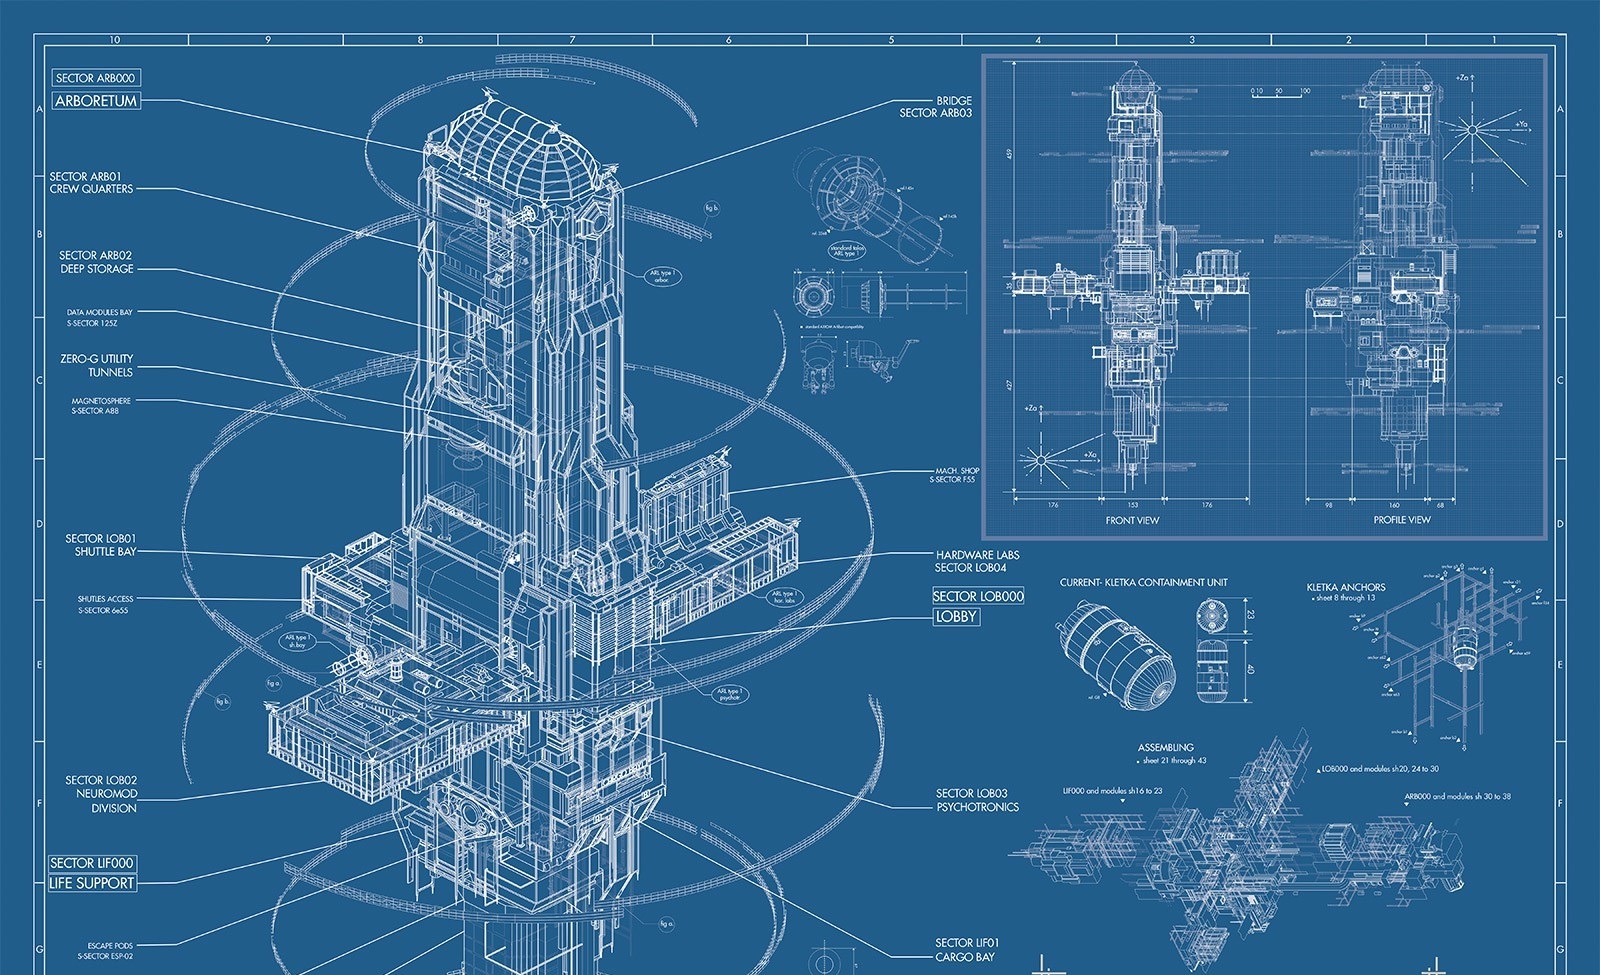 10 9 8 7 6 5 4 3 2 1
A
B
C
D
E
F
G
SECTOR ARB000
ARBORETUM
SECTOR ARB01
CREW QUARTERS
SECTOR ARB02
DEEP STORAGE
DATA MODULES BAY
S-SECTOR 125Z
ZERO-G UTILITY
TUNNELS
MAGNETOSPHERE
S-SECTOR A88
SECTOR LOB01
SHUTTLE BAY
SHUTLES ACCESS
S-SECTOR 6e55
SECTOR LOB02
NEUROMOD
DIVISION
SECTOR LIF000
LIFE SUPPORT
ESCAPE PODS
S-SECTOR ESP-02
fig b.
ARL type 1
arbor.
ARL type 1
sh.bay
fig a.
fig b.
ARL type 1
har. labs
ARL type 1
psychotr.
fig a.
BRIDGE
SECTOR ARB03
standard talos
ARL type 1
MACH. SHOP
S-SECTOR F55
HARDWARE LABS
SECTOR LOB04
SECTOR LOB000
LOBBY
SECTOR LOB03
PSYCHOTRONICS
SECTOR LIF01
CARGO BAY
0 10 50 100
+Za
+Ya
459
35
427
+Za
+Xa
176 153 176
98 160 68
FRONT VIEW
PROFILE VIEW
CURRENT- KLETKA CONTAINMENT UNIT
23
40
KLETKA ANCHORS
• sheet 8 through 13
ASSEMBLING
• sheet 21 through 43
LOB000 and modules sh20, 24 to 30
LIF000 and modules sh16 to 23
ARB000 and modules sh 30 to 38
A
B
C
D
E
F
G